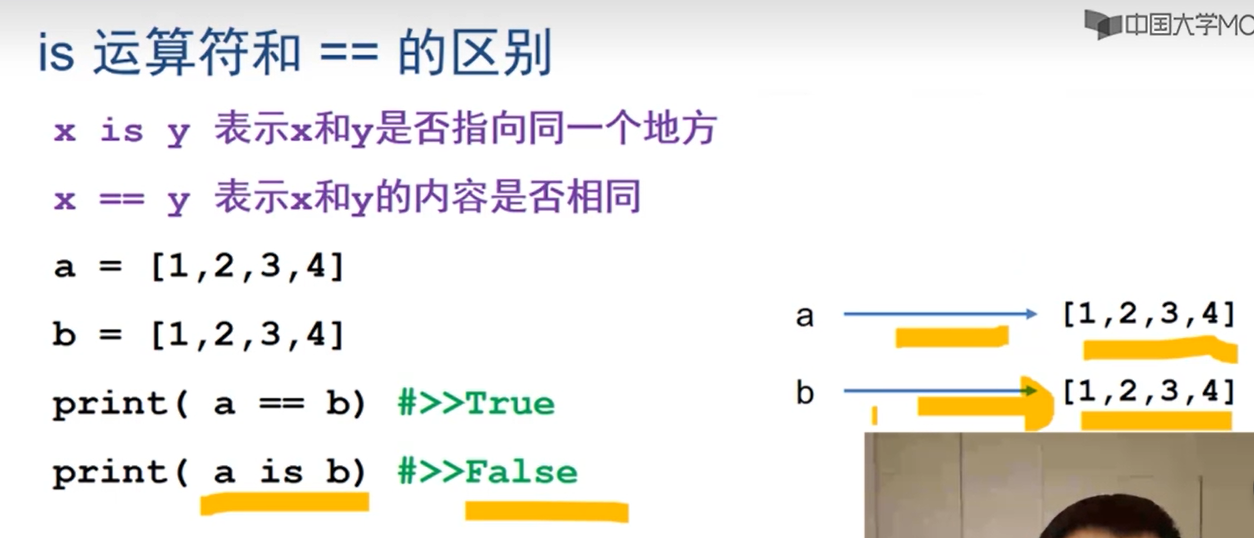 中国大学MO
is 运算符和 == 的区别
x is y 表示x和y是否指向同一个地方
x == y 表示x和y的内容是否相同
a = [1,2,3,4]
b = [1,2,3,4]
print( a == b) #>>True
print( a is b) #>>False
a [1,2,3,4]
b [1,2,3,4]